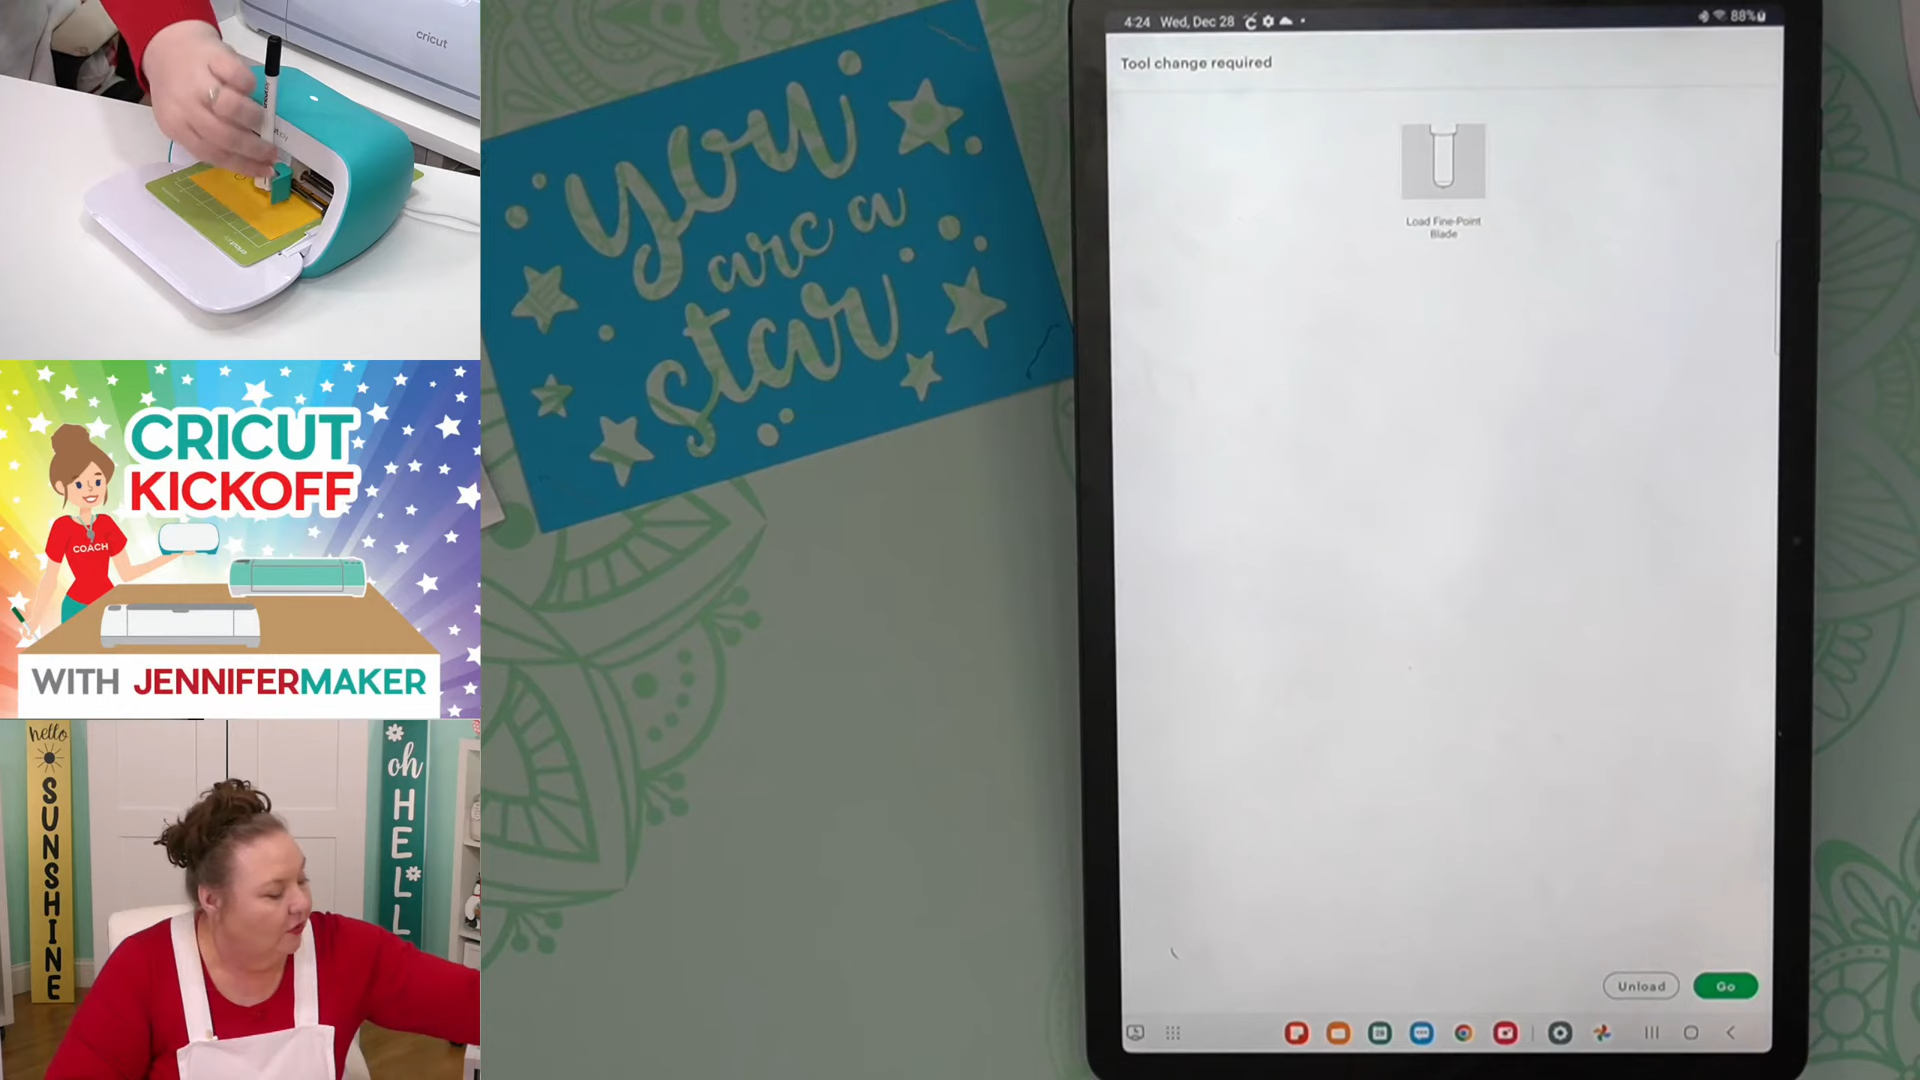 cricut
CRICUT
KICKOFF
COACH
WITH JENNIFERMAKER
hello
SUNSHINE
oh
HELL
you
are a
star
4:24 Wed, Dec 28
88%
Tool change required
Load Fine-Point
Blade
Unload
Go